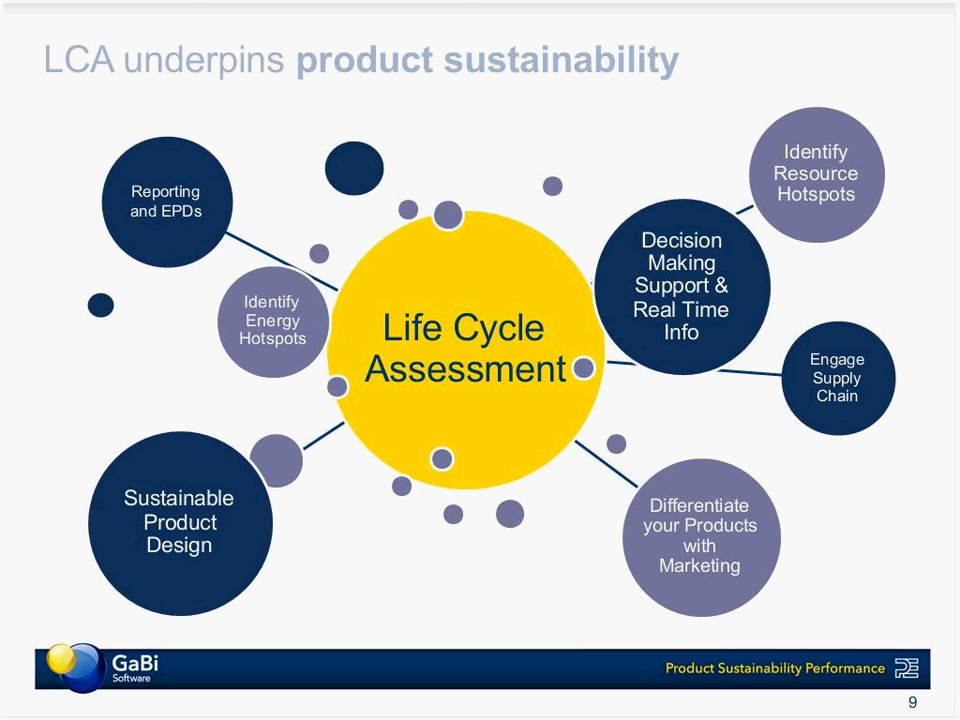 LCA underpins product sustainability
Reporting
and EPDs
Identify
Resource
Hotspots
Decision
Making
Support &
Real Time
Info
Identify
Energy
Hotspots
Life Cycle
Assessment
Engage
Supply
Chain
Sustainable
Product
Design
Differentiate
your Products
with
Marketing
GaBi
Software
Product Sustainability Performance
PE
9